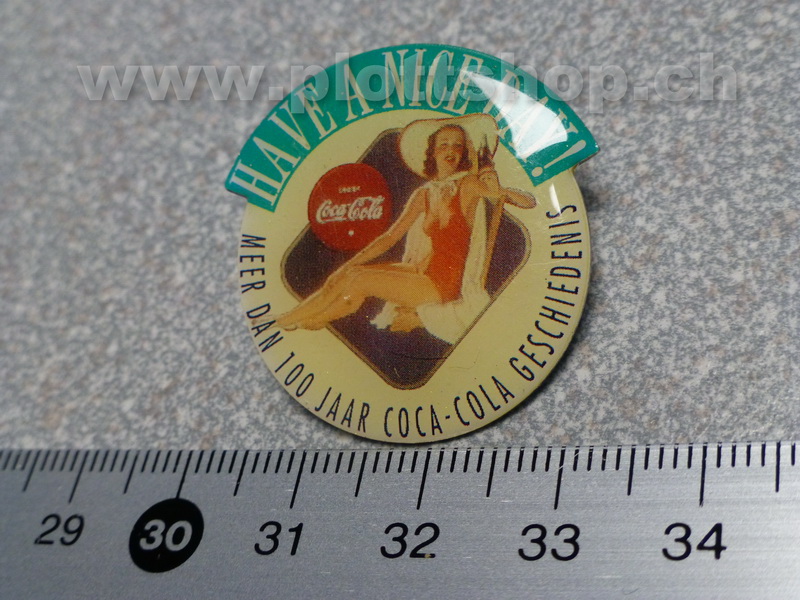 www.plottshop.ch
HAVE A NICE DAY!
Coca-Cola
MEER DAN 100 JAAR COCA-COLA GESCHIEDENIS
29 30 31 32 33 34